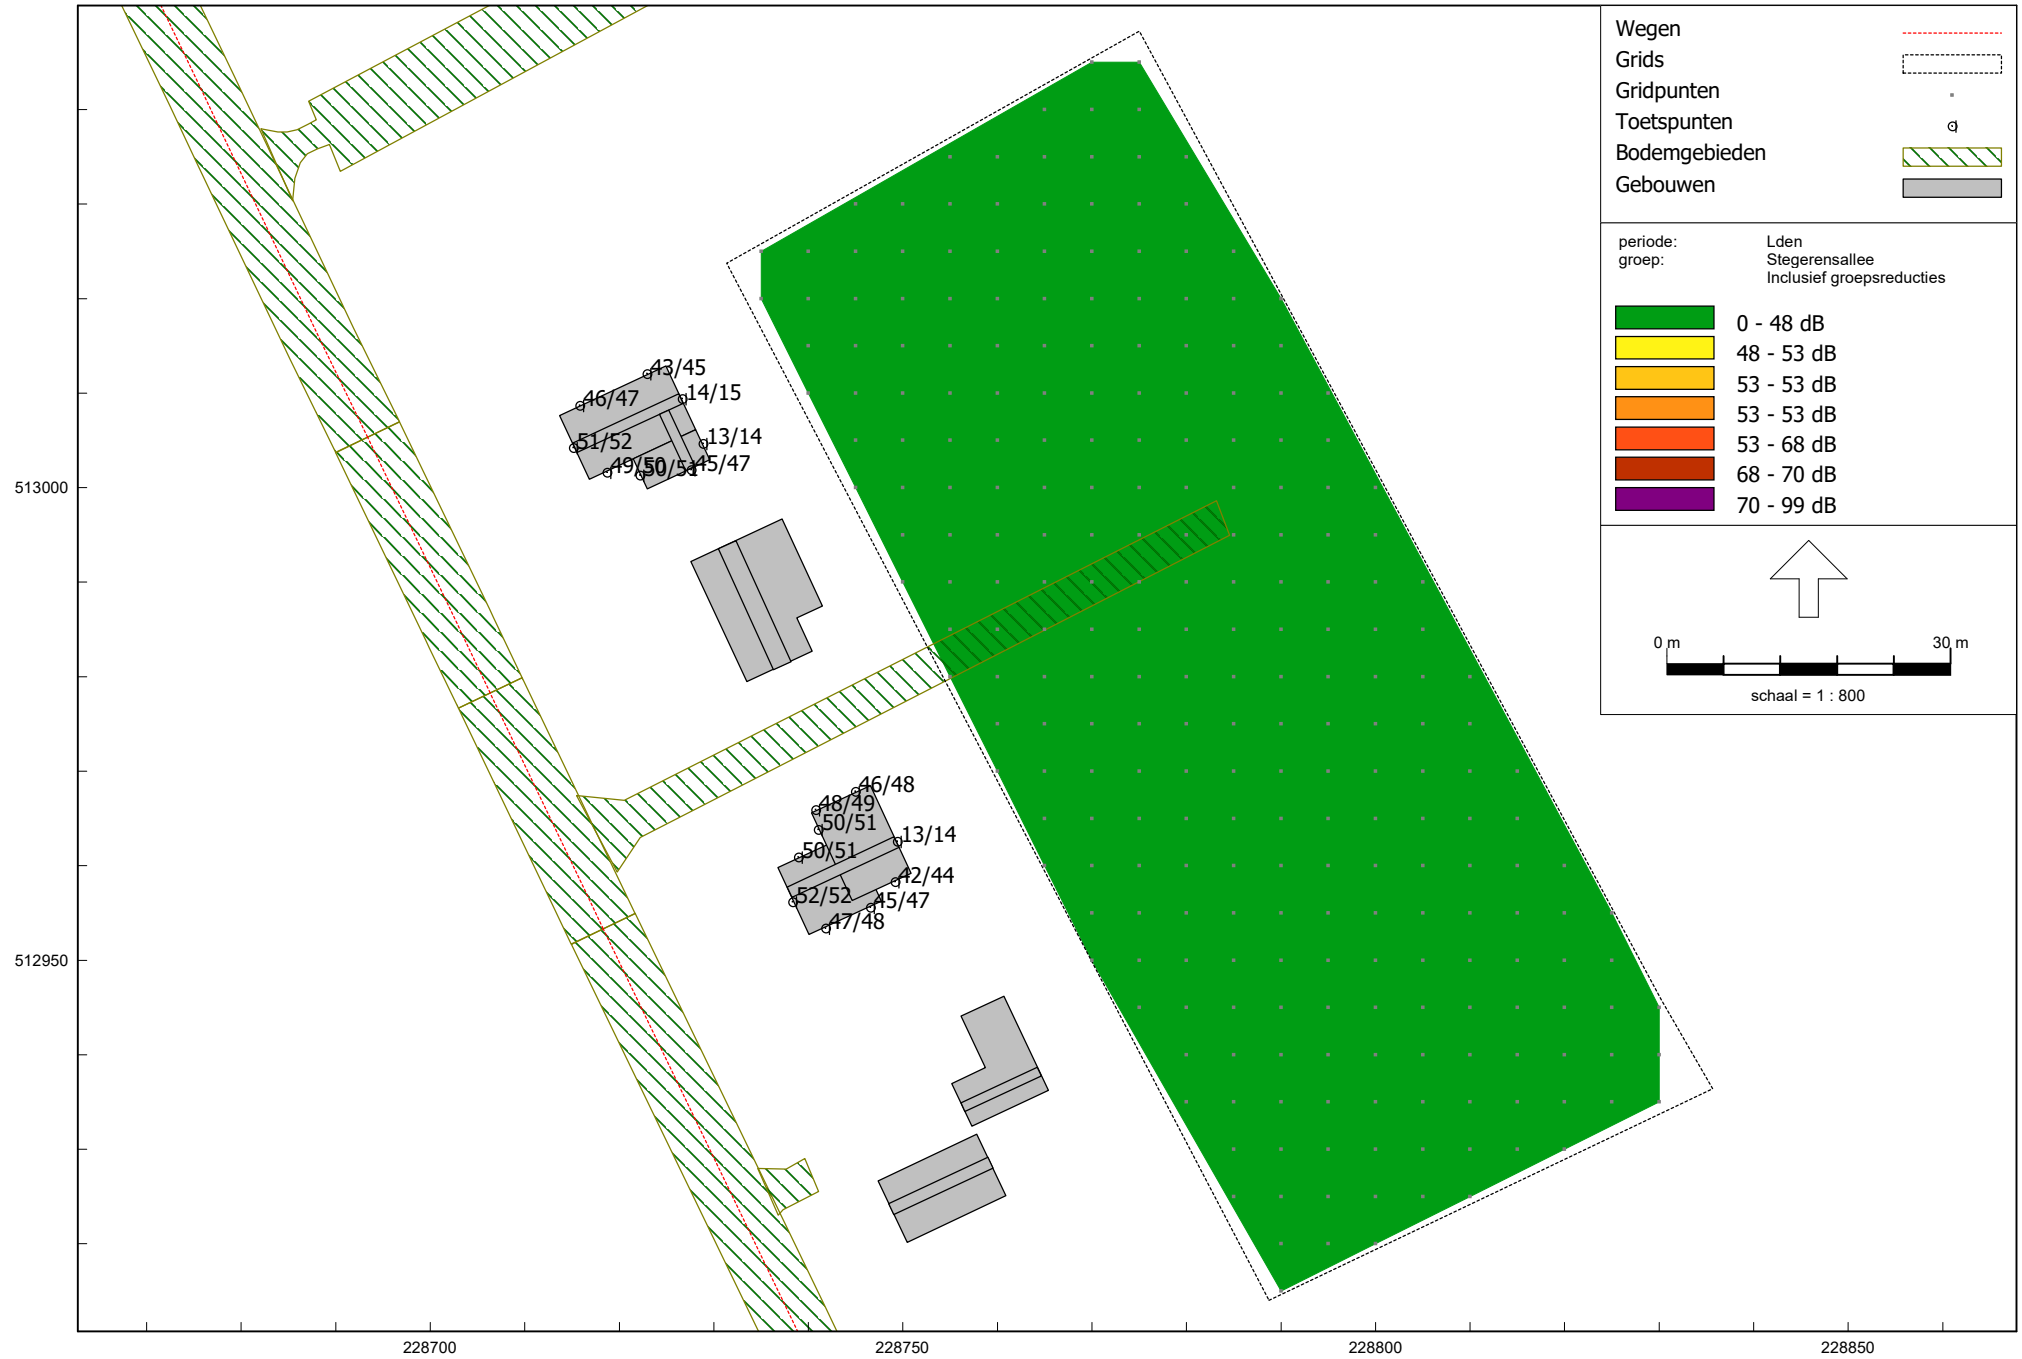 Wegen
Grids
Gridpunten
Toetspunten
Bodemgebieden
Gebouwen
periode: Lden
groep: Stegerensallee
Inclusief groepsreducties
0 - 48 dB
48 - 53 dB
53 - 53 dB
53 - 53 dB
53 - 68 dB
68 - 70 dB
70 - 99 dB
0 m 30 m
schaal = 1 : 800
43/45
46/47
14/15
51/52
13/14
49/50
50/51
45/47
513000
46/48
48/49
50/51
13/14
50/51
42/44
52/52
45/47
47/48
512950
228700 228750 228800 228850